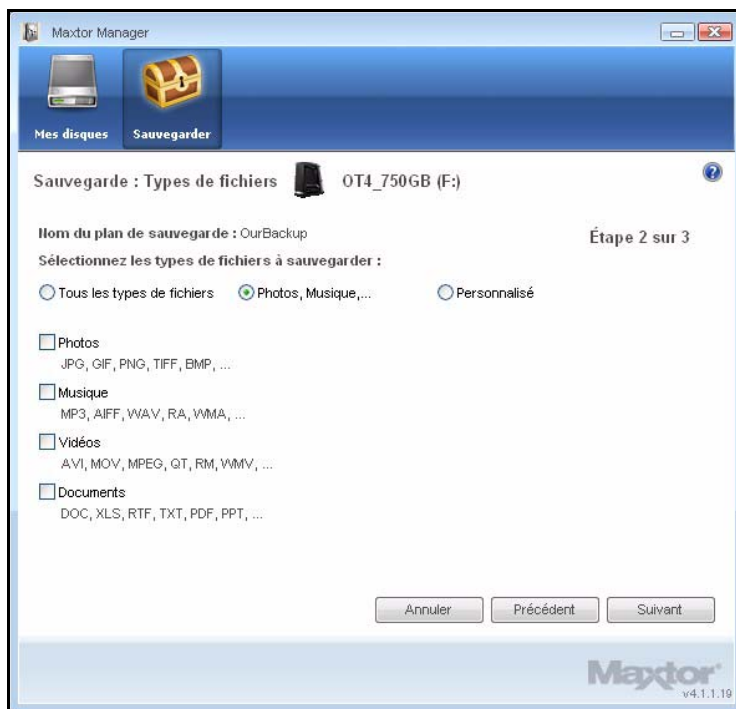 Maxtor Manager
Mes disques
Sauvegarder
Sauvegarde : Types de fichiers
OT4_750GB (F:)
Nom du plan de sauvegarde : OurBackup
Étape 2 sur 3
Sélectionnez les types de fichiers à sauvegarder :
Tous les types de fichiers
Photos, Musique,...
Personnalisé
Photos
JPG, GIF, PNG, TIFF, BMP, ...
Musique
MP3, AIFF, WAV, RA, WMA, ...
Vidéos
AVI, MOV, MPEG, QT, RM, WMV, ...
Documents
DOC, XLS, RTF, TXT, PDF, PPT, ...
Annuler
Précédent
Suivant
Maxtor
v4.1.1.19